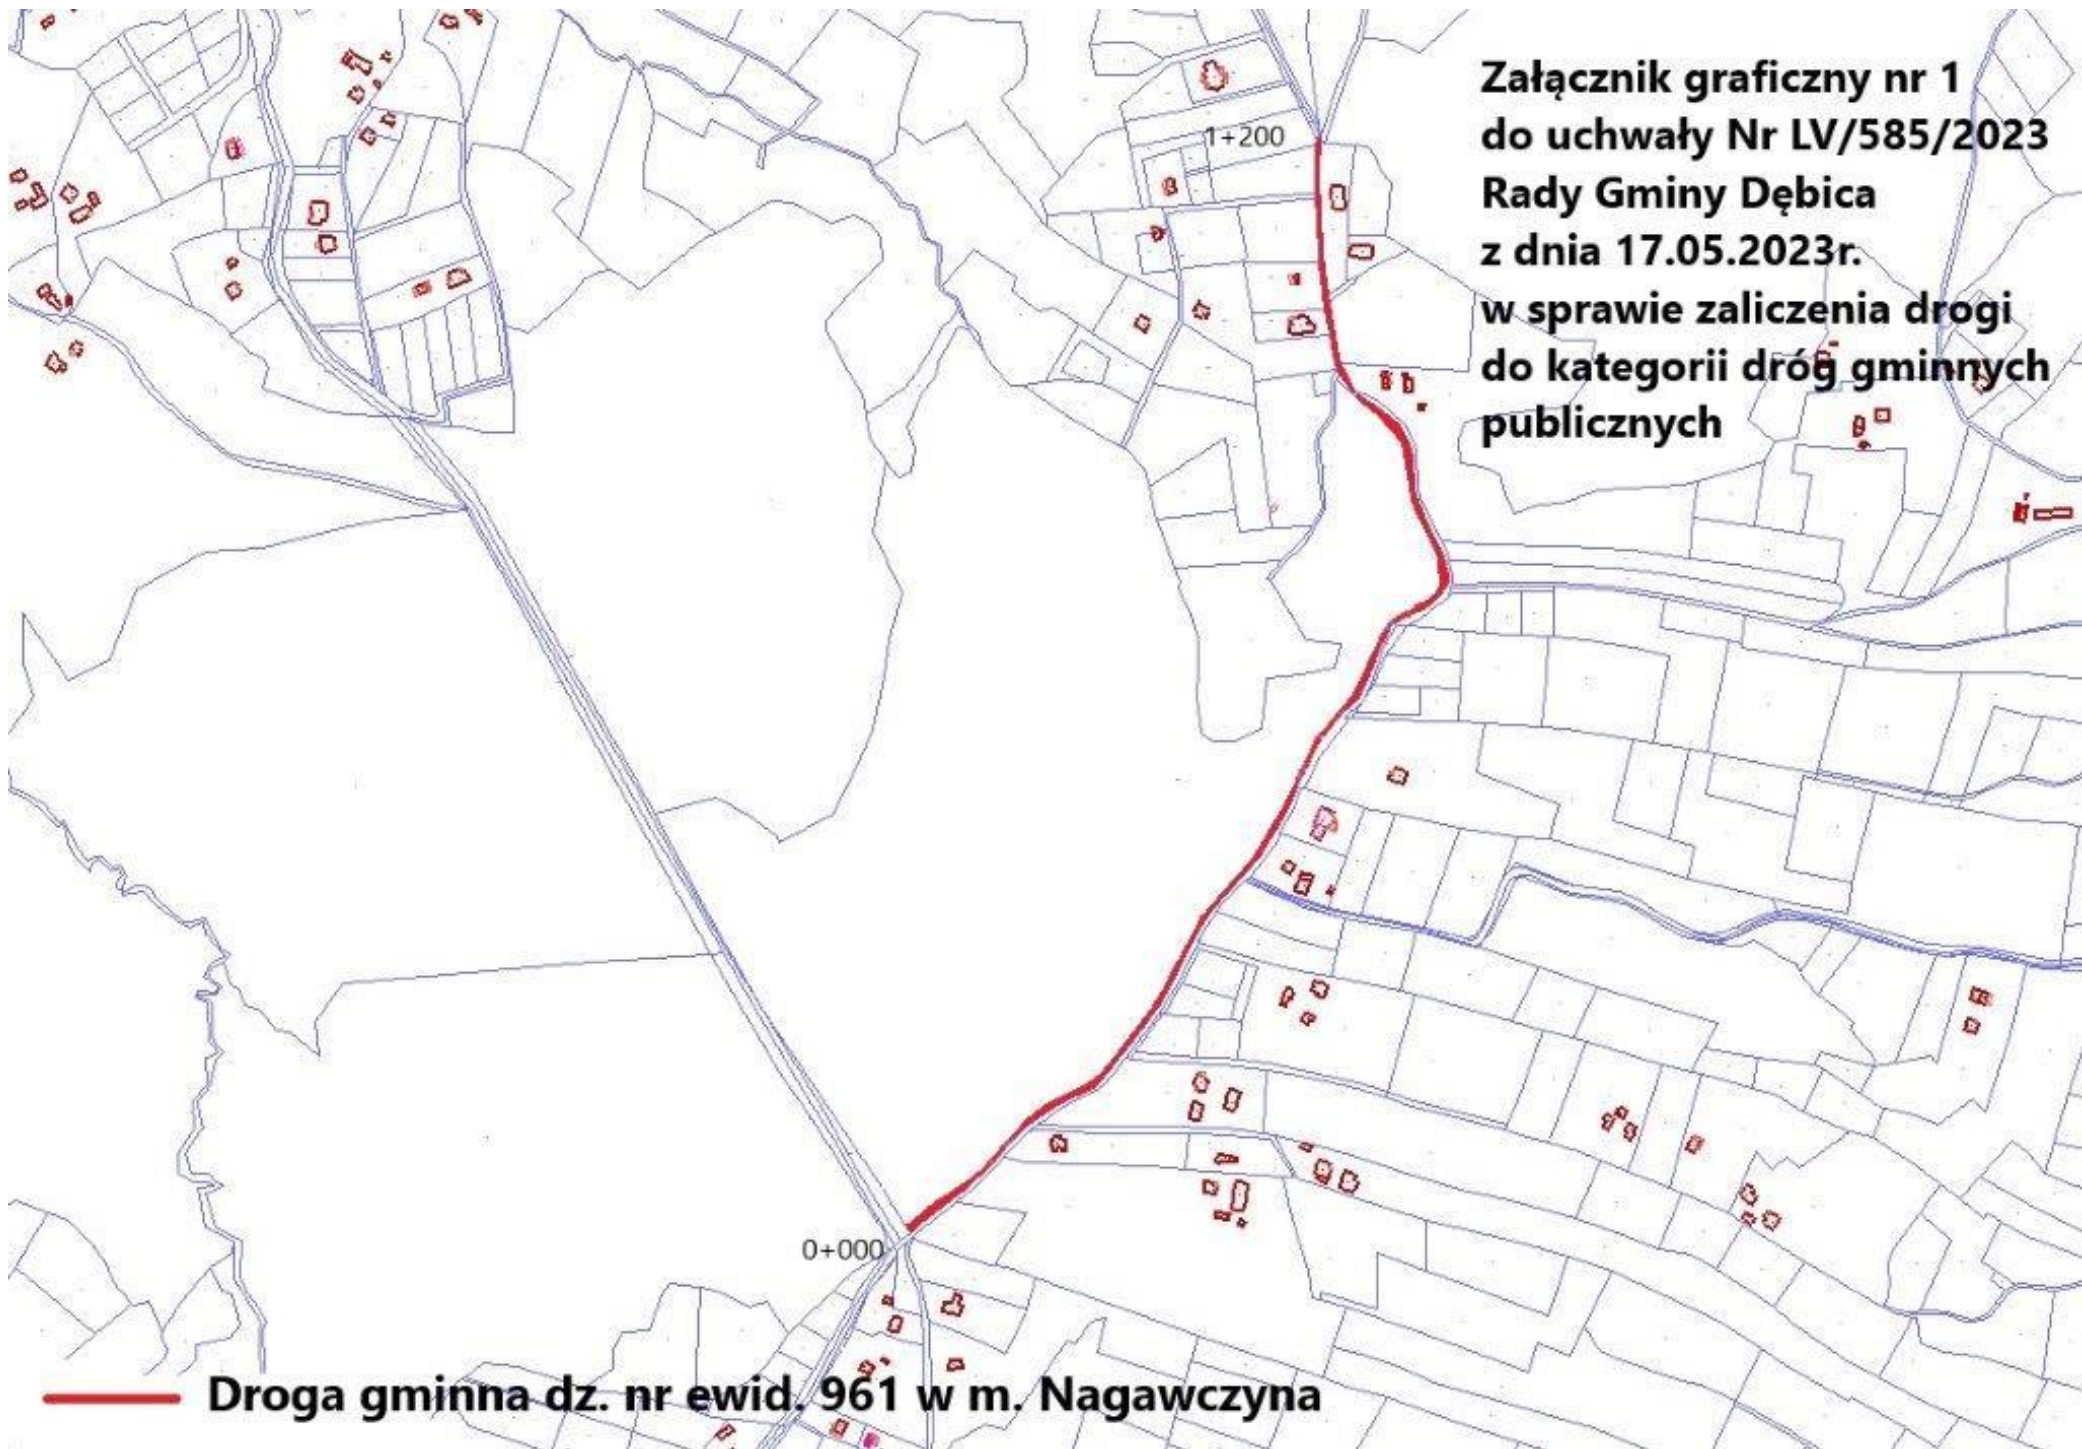 Załącznik graficzny nr 1
do uchwały Nr LV/585/2023
Rady Gminy Dębica
z dnia 17.05.2023r.
w sprawie zaliczenia drogi
do kategorii dróg gminnych
publicznych
1+200
0+000
Droga gminna dz. nr ewid. 961 w m. Nagawczyna